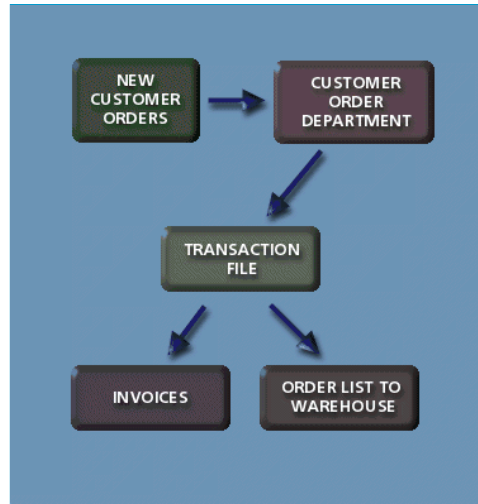 NEW
CUSTOMER
ORDERS
CUSTOMER
ORDER
DEPARTMENT
TRANSACTION
FILE
INVOICES
ORDER LIST TO
WAREHOUSE